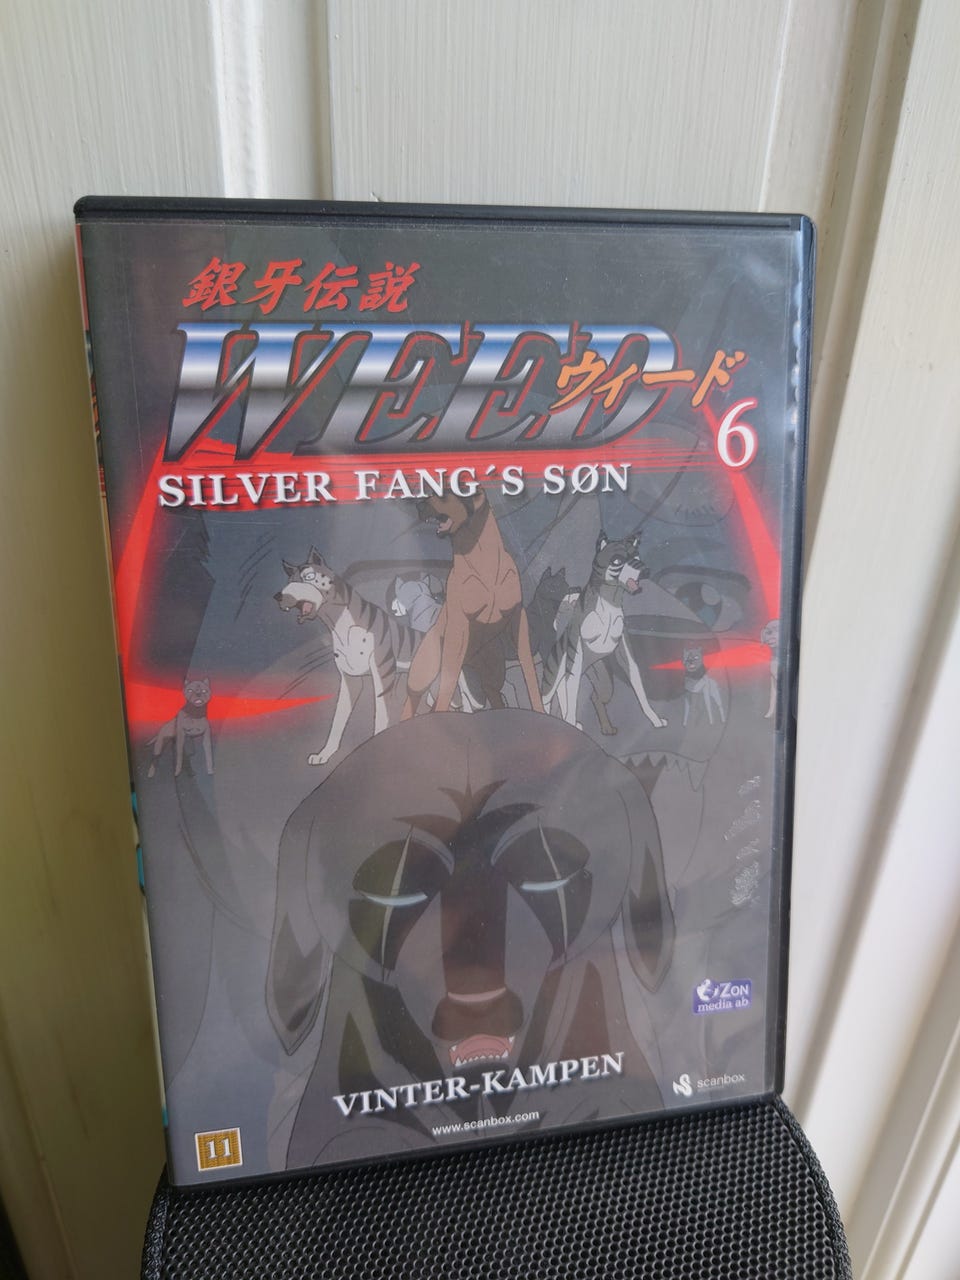 銀牙伝説
WEED
ウィード
6
SILVER FANG´S SØN
OZON
media ab
VINTER-KAMPEN
scanbox
www.scanbox.com
11